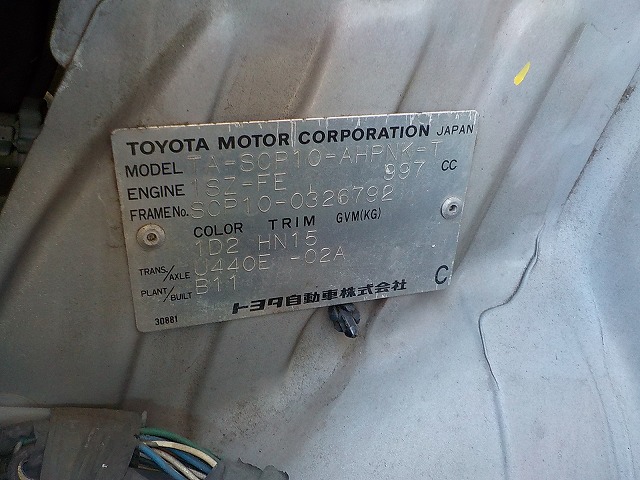 TOYOTA MOTOR CORPORATION JAPAN
MODEL TA-SCP10-AHPNK-T
ENGINE 1SZ-FE 997 CC
FRAME No. SCP10-0326792
COLOR TRIM GVM(KG)
1D2 HN15
TRANS./AXLE U440E -02A
PLANT/BUILT B11
トヨタ自動車株式会社 C
30881